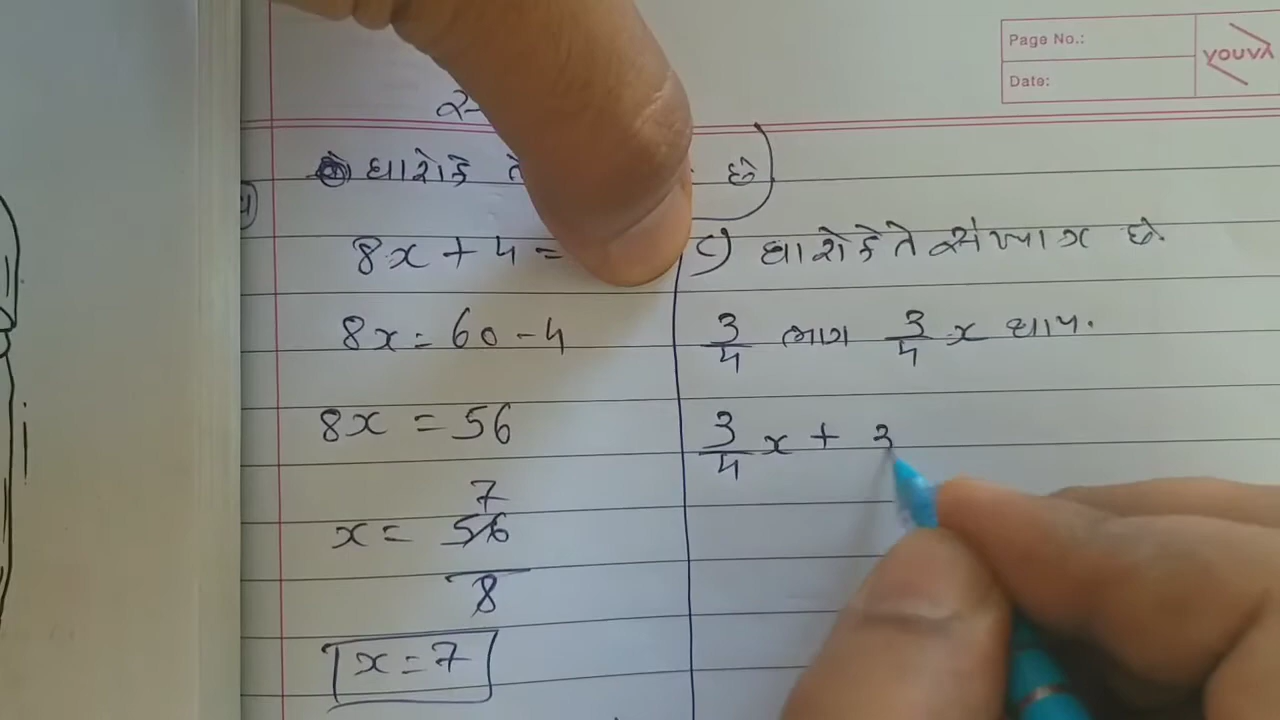 Page No.:
Date:
youva
ધારોકે તે છે
8x + 4 =
8x = 60 - 4
8x = 56
7
x = 56
8
x = 7
૮) ધારોકે તે સંખ્યા x છે.
3/4 ભાગ 3/4 x થાય.
3/4 x + 3